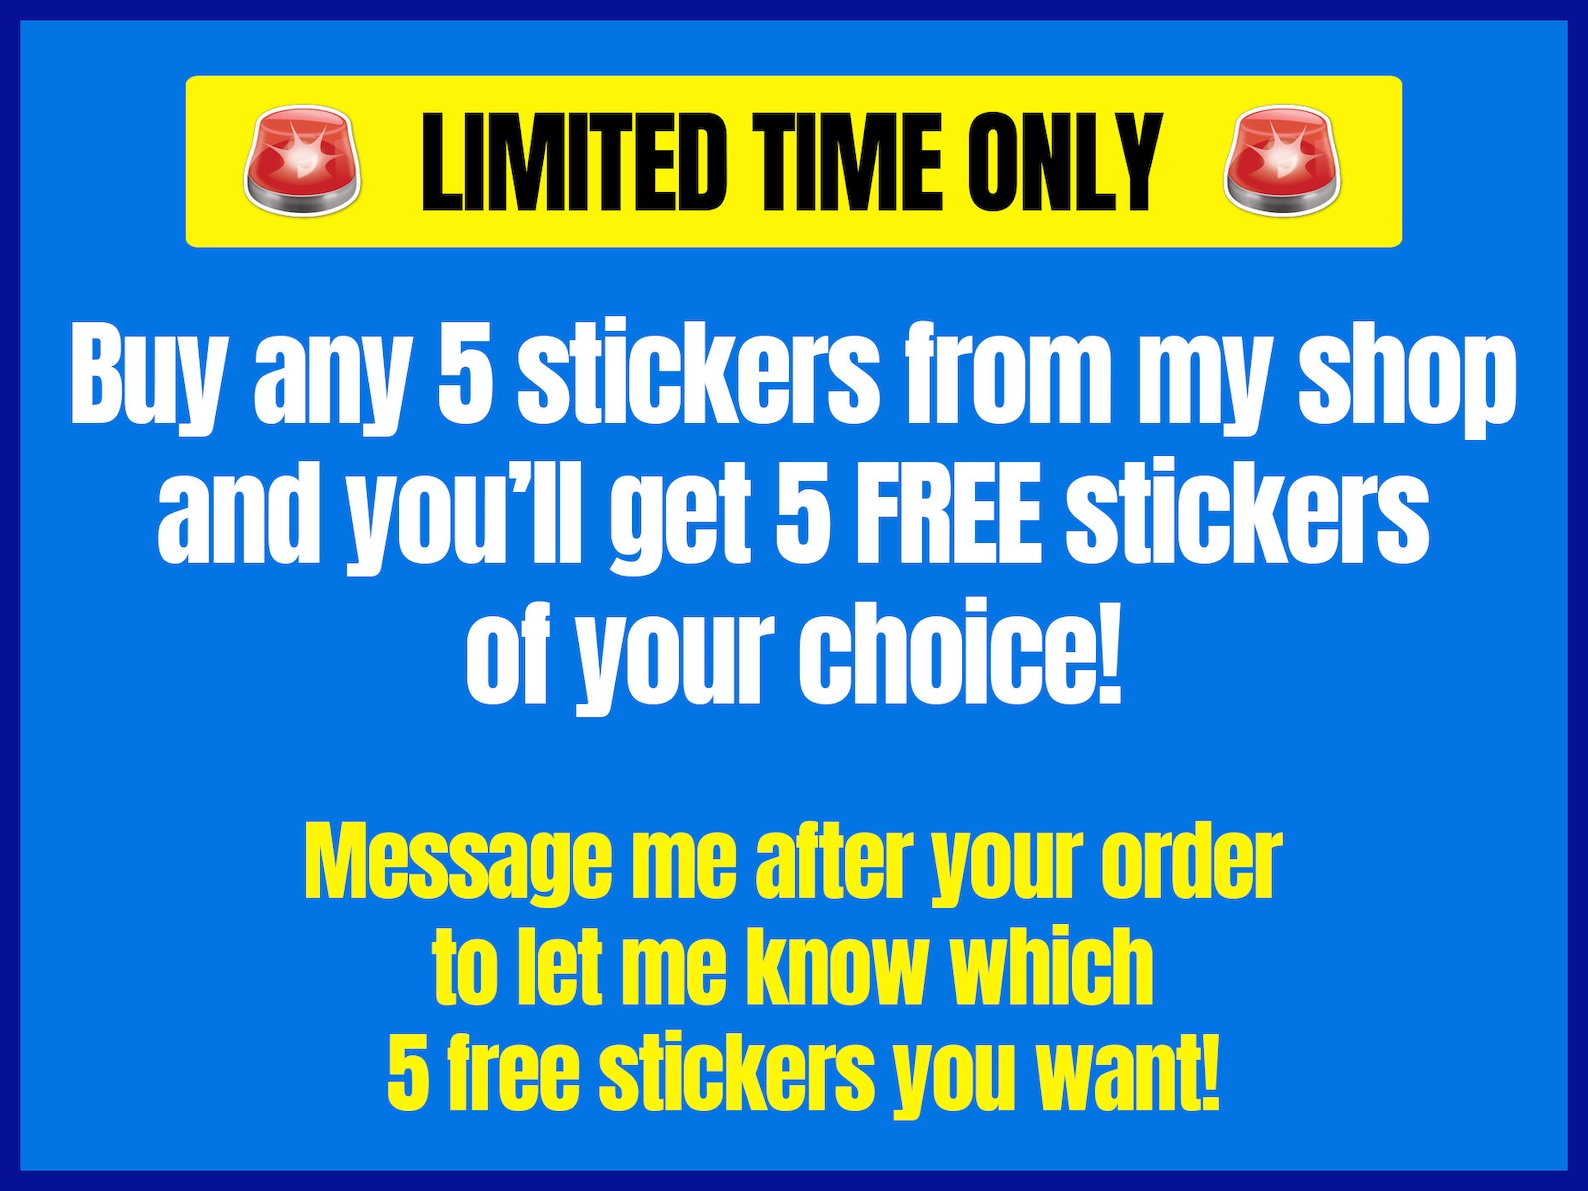 LIMITED TIME ONLY
Buy any 5 stickers from my shop
and you’ll get 5 FREE stickers
of your choice!
Message me after your order
to let me know which
5 free stickers you want!